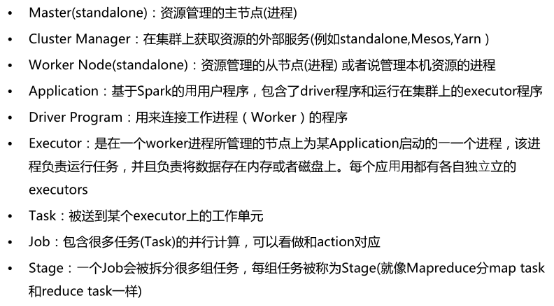 • Master(standalone)：资源管理的主节点(进程)
• Cluster Manager：在集群上获取资源的外部服务(例如standalone,Mesos,Yarn )
• Worker Node(standalone)：资源管理的从节点(进程) 或者说管理本机资源的进程
• Application：基于Spark的⽤用户程序，包含了driver程序和运行在集群上的executor程序
• Driver Program：用来连接工作进程（Worker）的程序
• Executor：是在一个worker进程所管理的节点上为某Application启动的⼀一个进程，该进
程负责运行任务，并且负责将数据存在内存或者磁盘上。每个应⽤用都有各自独⽴立的
executors
• Task：被送到某个executor上的工作单元
• Job：包含很多任务(Task)的并行计算，可以看做和action对应
• Stage：⼀个Job会被拆分很多组任务，每组任务被称为Stage(就像Mapreduce分map task
和reduce task一样)